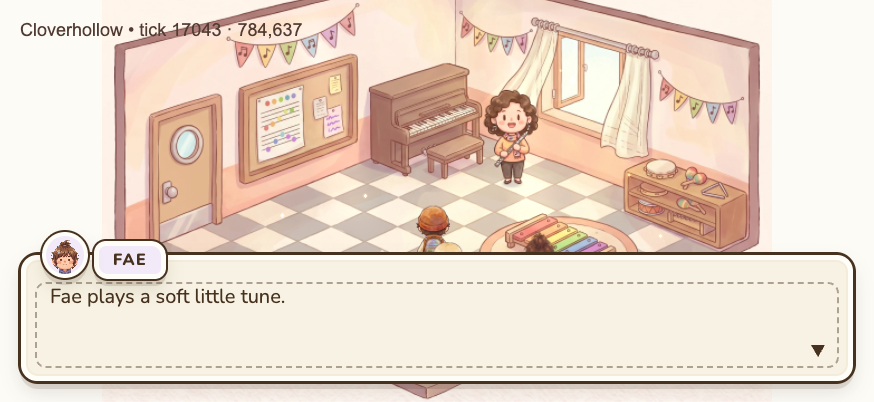 Cloverhollow • tick 17043 · 784,637
FAE
Fae plays a soft little tune.